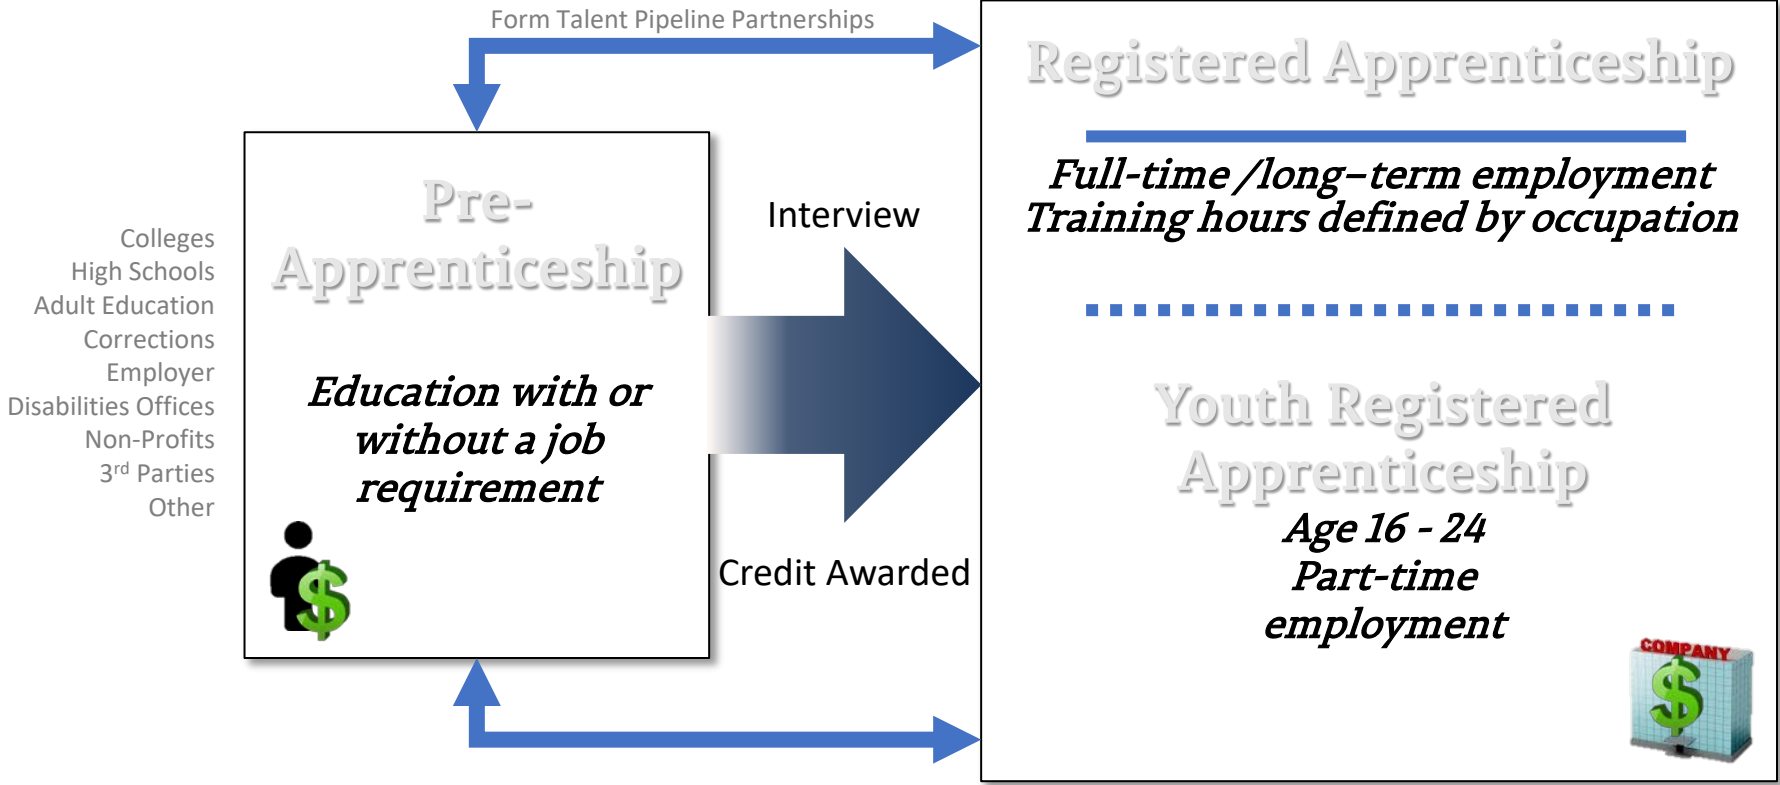 Form Talent Pipeline Partnerships
Colleges
High Schools
Adult Education
Corrections
Employer
Disabilities Offices
Non-Profits
3rd Parties
Other
Pre-
Apprenticeship
Education with or
without a job
requirement
Interview
Credit Awarded
Registered Apprenticeship
Full-time /long–term employment
Training hours defined by occupation
Youth Registered
Apprenticeship
Age 16 - 24
Part-time
employment
COMPANY
$
$